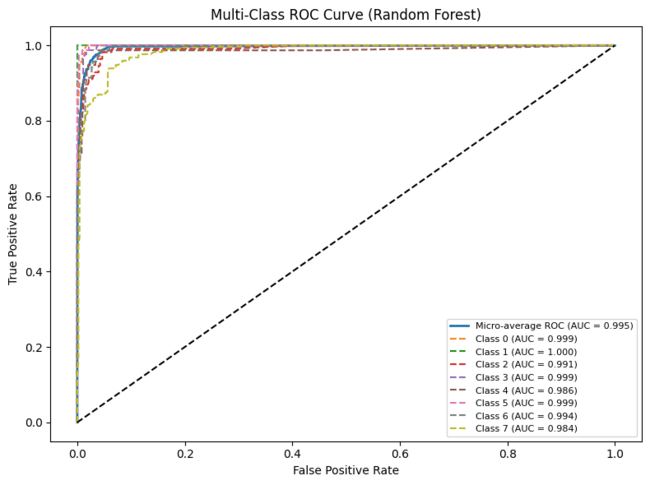 Multi-Class ROC Curve (Random Forest)
1.0
0.8
0.6
0.4
0.2
0.0
True Positive Rate
Micro-average ROC (AUC = 0.995)
Class 0 (AUC = 0.999)
Class 1 (AUC = 1.000)
Class 2 (AUC = 0.991)
Class 3 (AUC = 0.999)
Class 4 (AUC = 0.986)
Class 5 (AUC = 0.999)
Class 6 (AUC = 0.994)
Class 7 (AUC = 0.984)
0.0 0.2 0.4 0.6 0.8 1.0
False Positive Rate